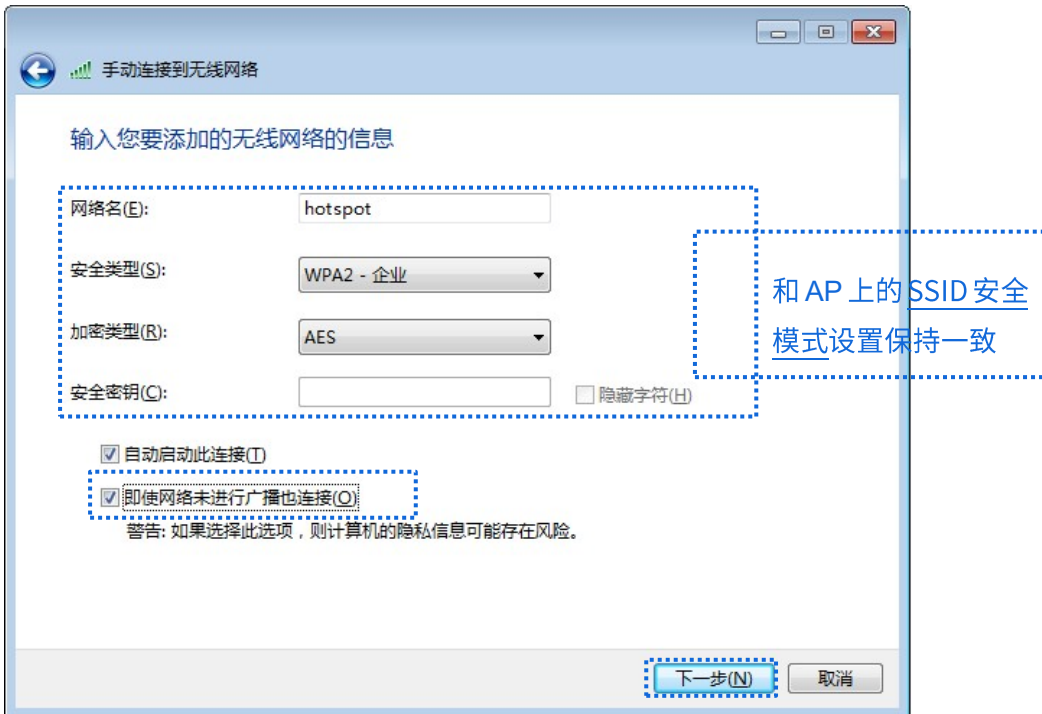 手动连接到无线网络
输入您要添加的无线网络的信息
网络名(E): hotspot
安全类型(S): WPA2 - 企业
加密类型(R): AES
安全密钥(C): 隐藏字符(H)
和 AP 上的 SSID 安全
模式设置保持一致
自动启动此连接(T)
即使网络未进行广播也连接(O)
警告: 如果选择此选项，则计算机的隐私信息可能存在风险。
下一步(N) 取消